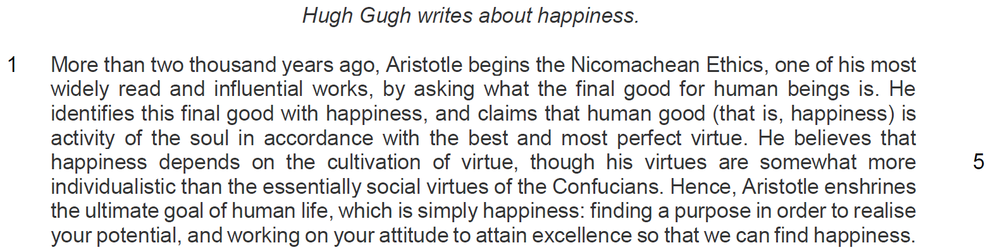 Hugh Gugh writes about happiness.
1 More than two thousand years ago, Aristotle begins the Nicomachean Ethics, one of his most
widely read and influential works, by asking what the final good for human beings is. He
identifies this final good with happiness, and claims that human good (that is, happiness) is
activity of the soul in accordance with the best and most perfect virtue. He believes that
happiness depends on the cultivation of virtue, though his virtues are somewhat more 5
individualistic than the essentially social virtues of the Confucians. Hence, Aristotle enshrines
the ultimate goal of human life, which is simply happiness: finding a purpose in order to realise
your potential, and working on your attitude to attain excellence so that we can find happiness.